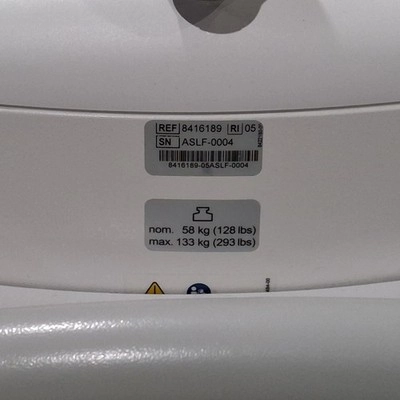 REF 8416189 RI 05
SN ASLF-0004
8416189-05ASLF-0004
nom. 58 kg (128 lbs)
max. 133 kg (293 lbs)